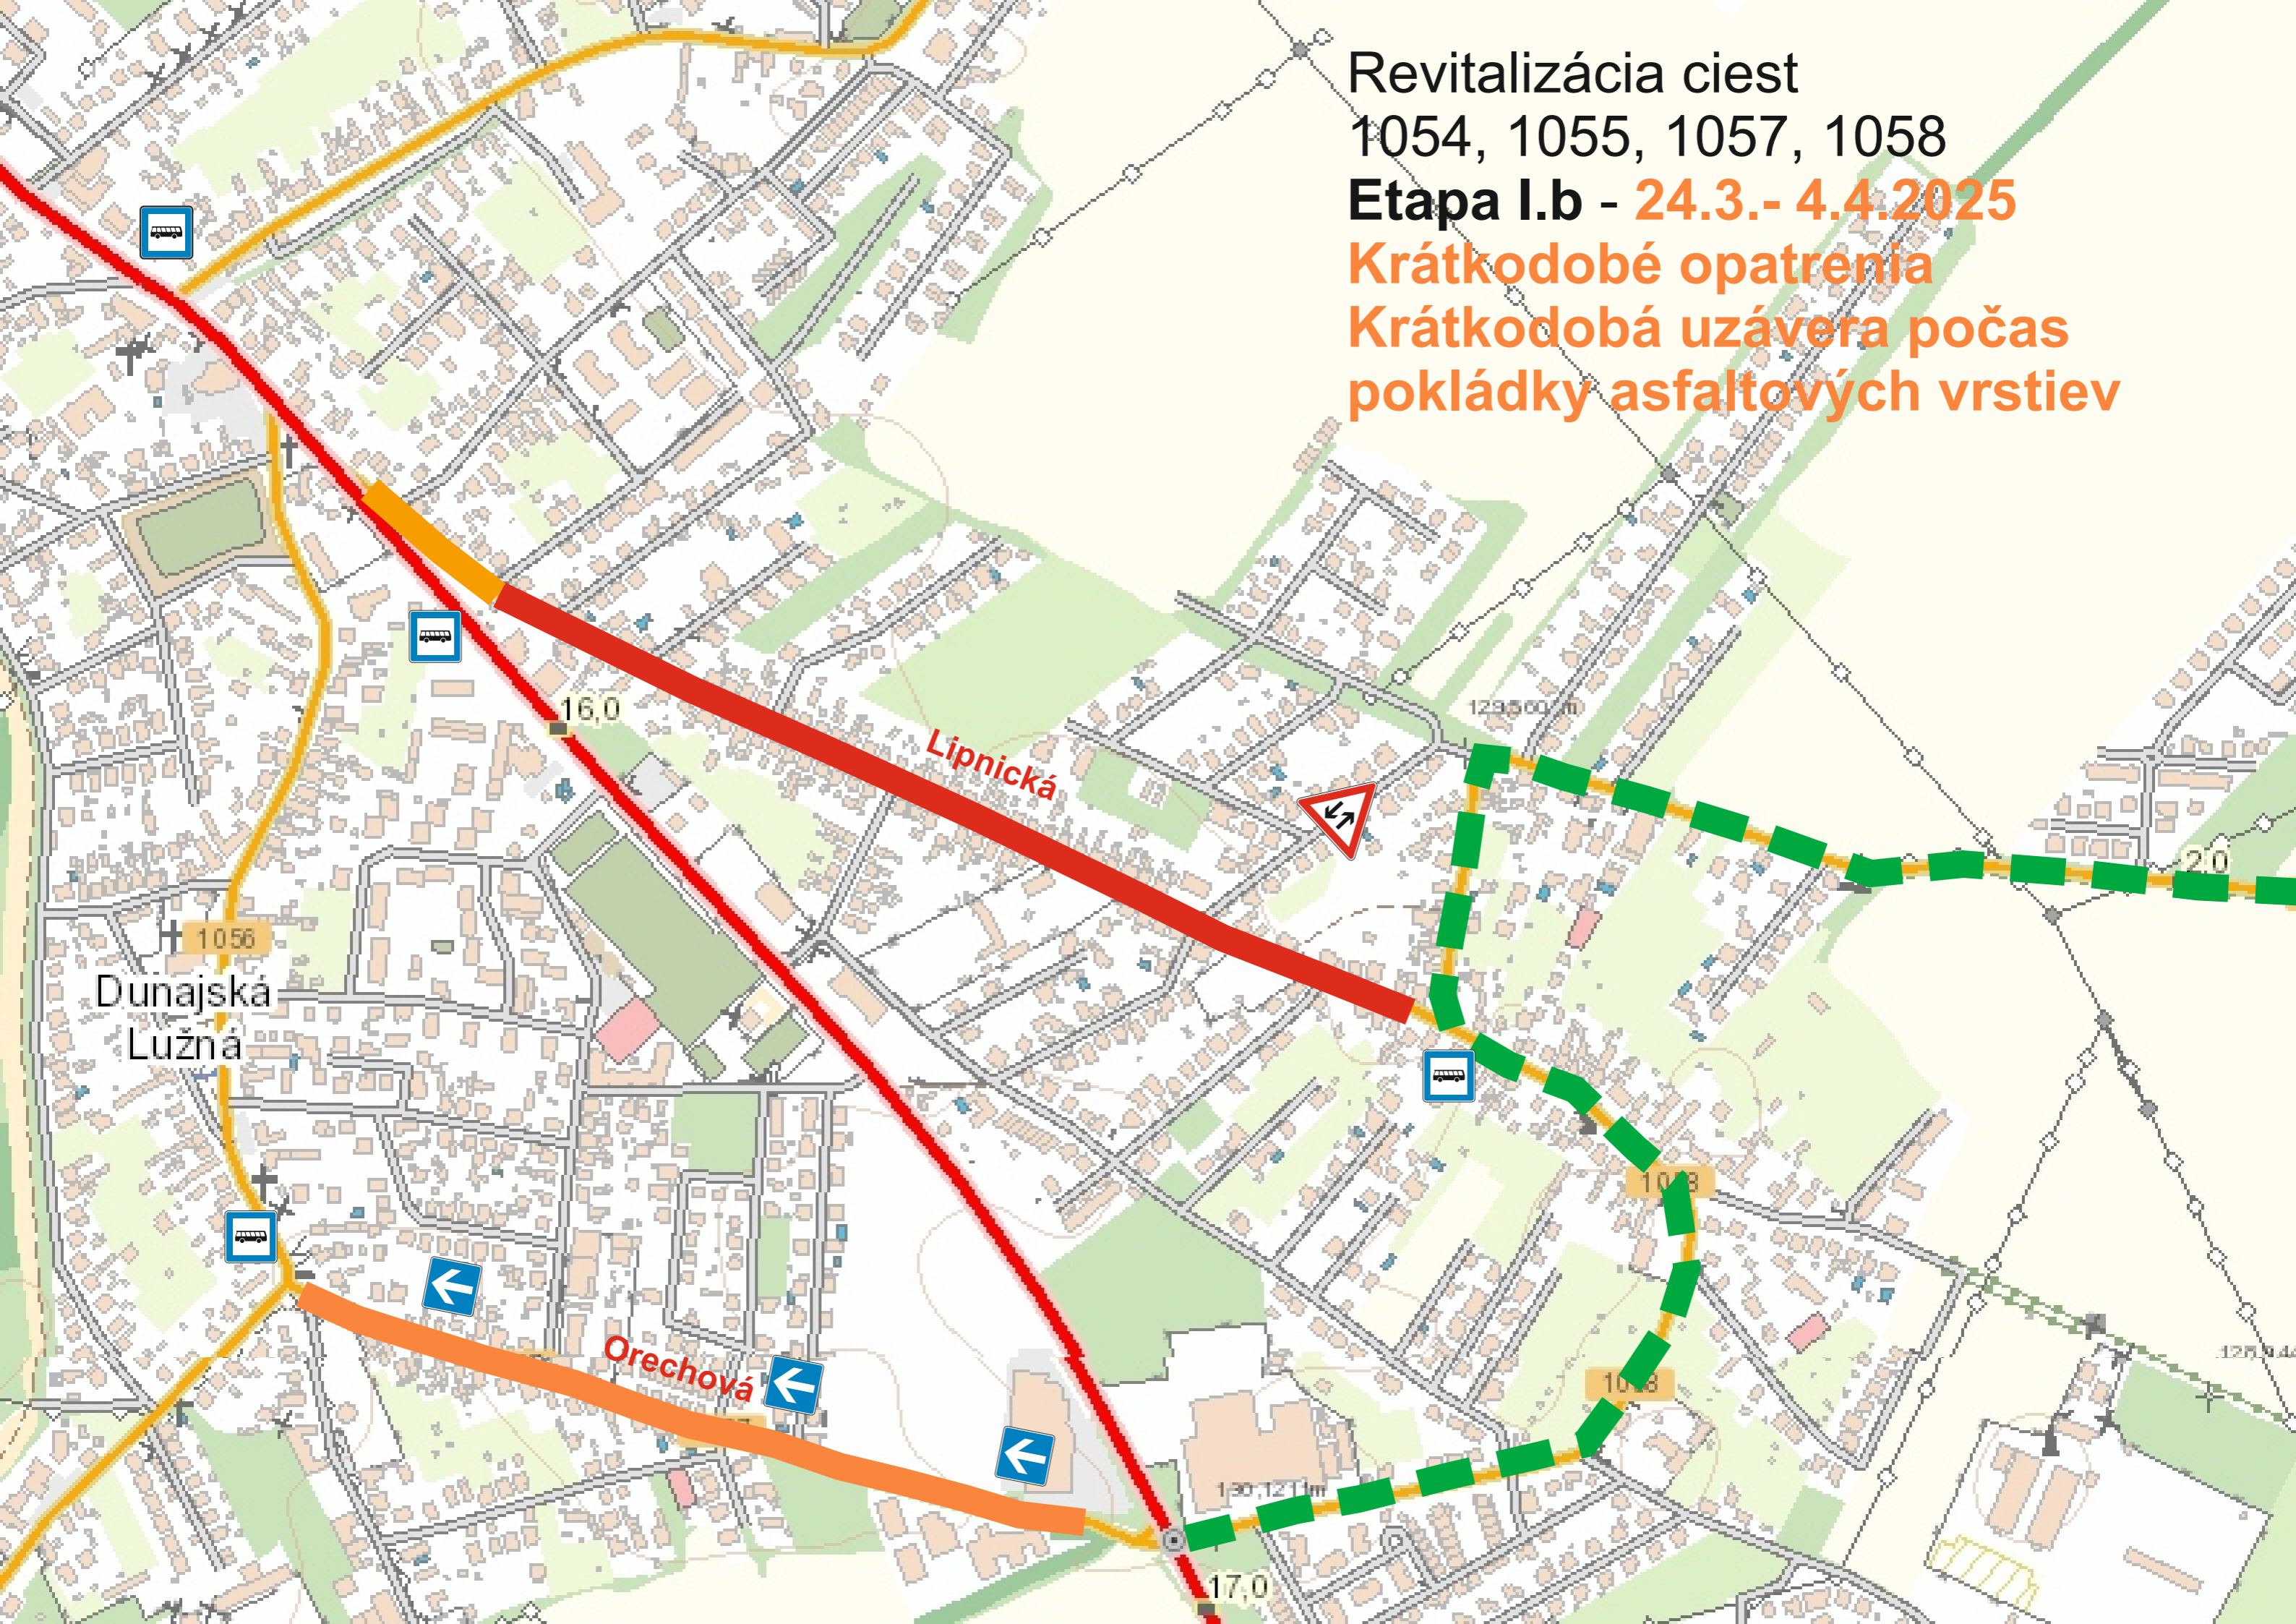 Revitalizácia ciest
1054, 1055, 1057, 1058
Etapa I.b - 24.3.- 4.4.2025
Krátkodobé opatrenia
Krátkodobá uzávera počas
pokládky asfaltových vrstiev
16,0
Lipnická
2,0
1056
Dunajská
Lužná
Orechová
17,0